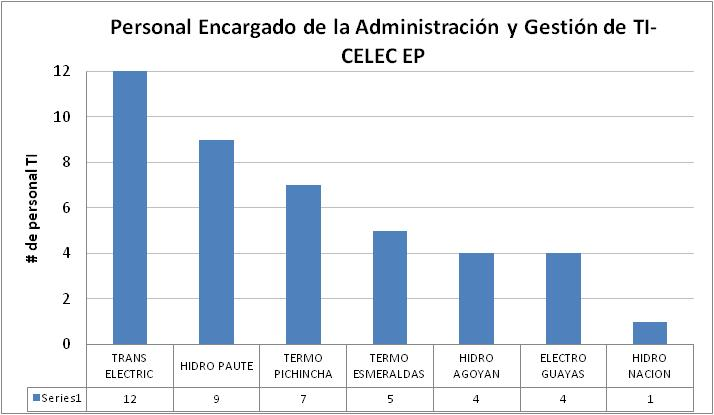 Personal Encargado de la Administración y Gestión de TI-
CELEC EP
# de personal TI
12
10
8
6
4
2
0
TRANS ELECTRIC
HIDRO PAUTE
TERMO PICHINCHA
TERMO ESMERALDAS
HIDRO AGOYAN
ELECTRO GUAYAS
HIDRO NACION
Series1 12 9 7 5 4 4 1